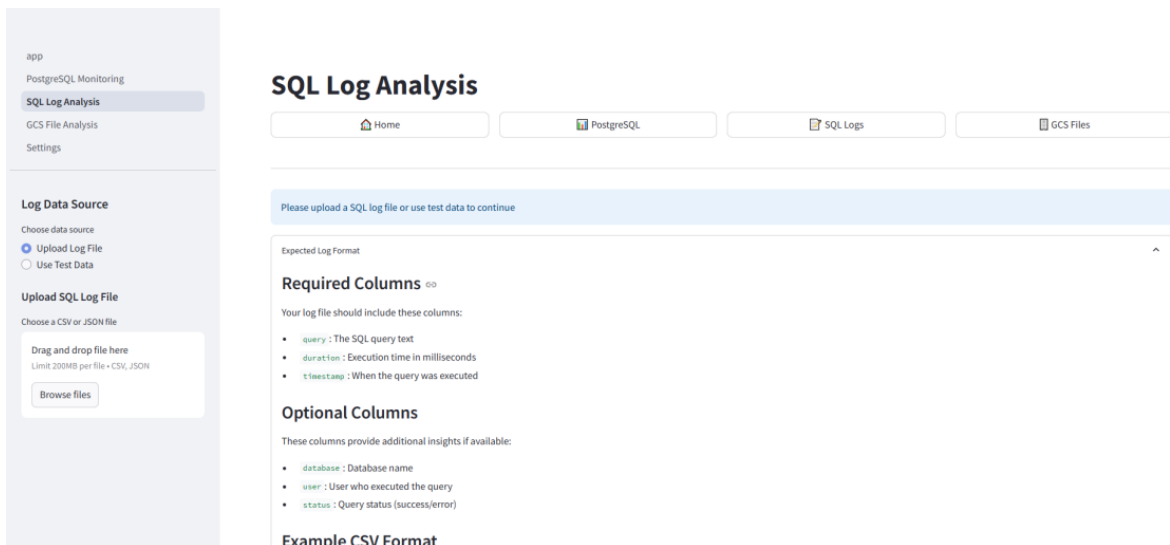 app
PostgreSQL Monitoring
SQL Log Analysis
GCS File Analysis
Settings
Log Data Source
Choose data source
Upload Log File
Use Test Data
Upload SQL Log File
Choose a CSV or JSON file
Drag and drop file here
Limit 200MB per file • CSV, JSON
Browse files
SQL Log Analysis
Home
PostgreSQL
SQL Logs
GCS Files
Please upload a SQL log file or use test data to continue
Expected Log Format
Required Columns
Your log file should include these columns:
• query : The SQL query text
• duration : Execution time in milliseconds
• timestamp : When the query was executed
Optional Columns
These columns provide additional insights if available:
• database : Database name
• user : User who executed the query
• status : Query status (success/error)
Example CSV Format